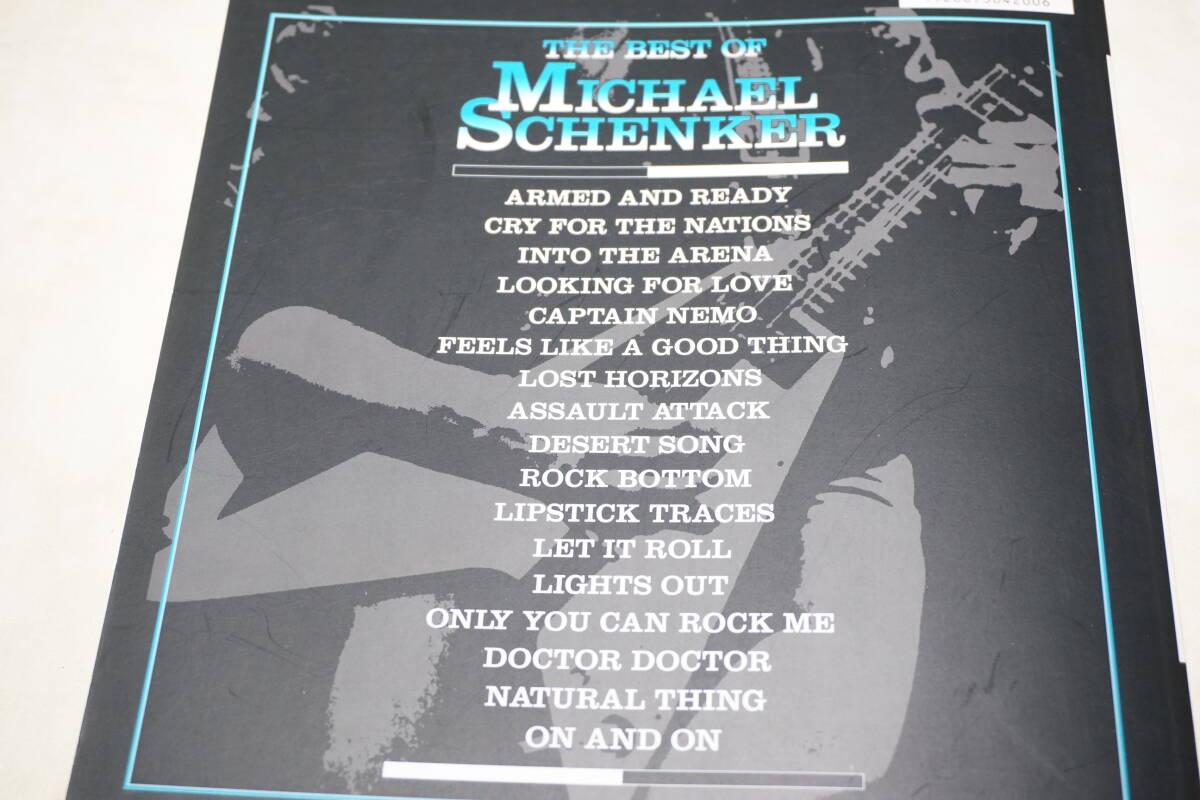 THE BEST OF
MICHAEL
SCHENKER
ARMED AND READY
CRY FOR THE NATIONS
INTO THE ARENA
LOOKING FOR LOVE
CAPTAIN NEMO
FEELS LIKE A GOOD THING
LOST HORIZONS
ASSAULT ATTACK
DESERT SONG
ROCK BOTTOM
LIPSTICK TRACES
LET IT ROLL
LIGHTS OUT
ONLY YOU CAN ROCK ME
DOCTOR DOCTOR
NATURAL THING
ON AND ON